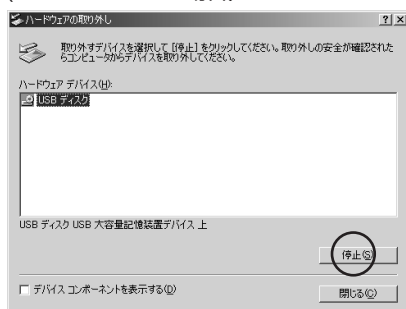 ハードウェアの取り外し
取り外すデバイスを選択して [停止] をクリックしてください。取り外しの安全が確認された
らコンピュータからデバイスを取り外してください。
ハードウェア デバイス(H):
USB ディスク
USB ディスク USB 大容量記憶装置デバイス 上
停止(S)
デバイス コンポーネントを表示する(D)
閉じる(C)